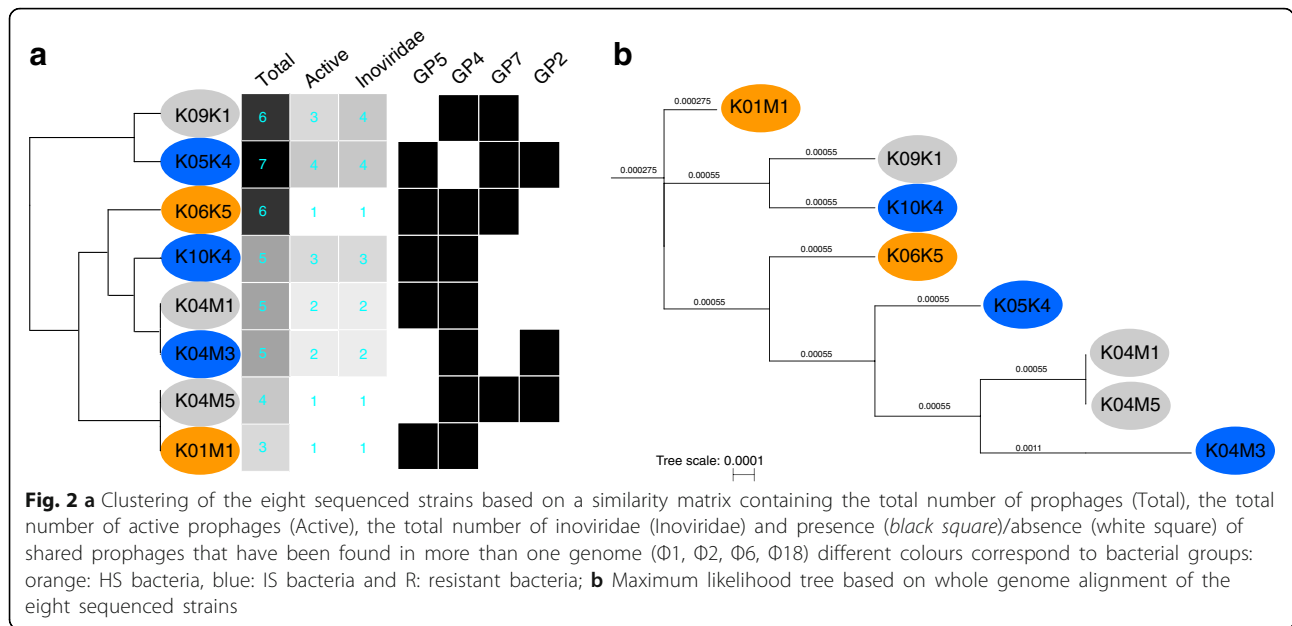 a
Total Active Inoviridae GP5 GP4 GP7 GP2
K09K1 6 3 4
K05K4 7 4 4
K06K5 6 1 1
K10K4 5 3 3
K04M1 5 2 2
K04M3 5 2 2
K04M5 4 1 1
K01M1 3 1 1
b
0.000275 K01M1
0.000275
0.00055 K09K1
0.00055
0.00055 K10K4
0.00055 K06K5
0.00055
0.00055 K05K4
0.00055
K04M1
0.00055
K04M5
0.00055
0.0011 K04M3
Tree scale: 0.0001
Fig. 2 a Clustering of the eight sequenced strains based on a similarity matrix containing the total number of prophages (Total), the total
number of active prophages (Active), the total number of inoviridae (Inoviridae) and presence (black square)/absence (white square) of
shared prophages that have been found in more than one genome (Φ1, Φ2, Φ6, Φ18) different colours correspond to bacterial groups:
orange: HS bacteria, blue: IS bacteria and R: resistant bacteria; b Maximum likelihood tree based on whole genome alignment of the
eight sequenced strains